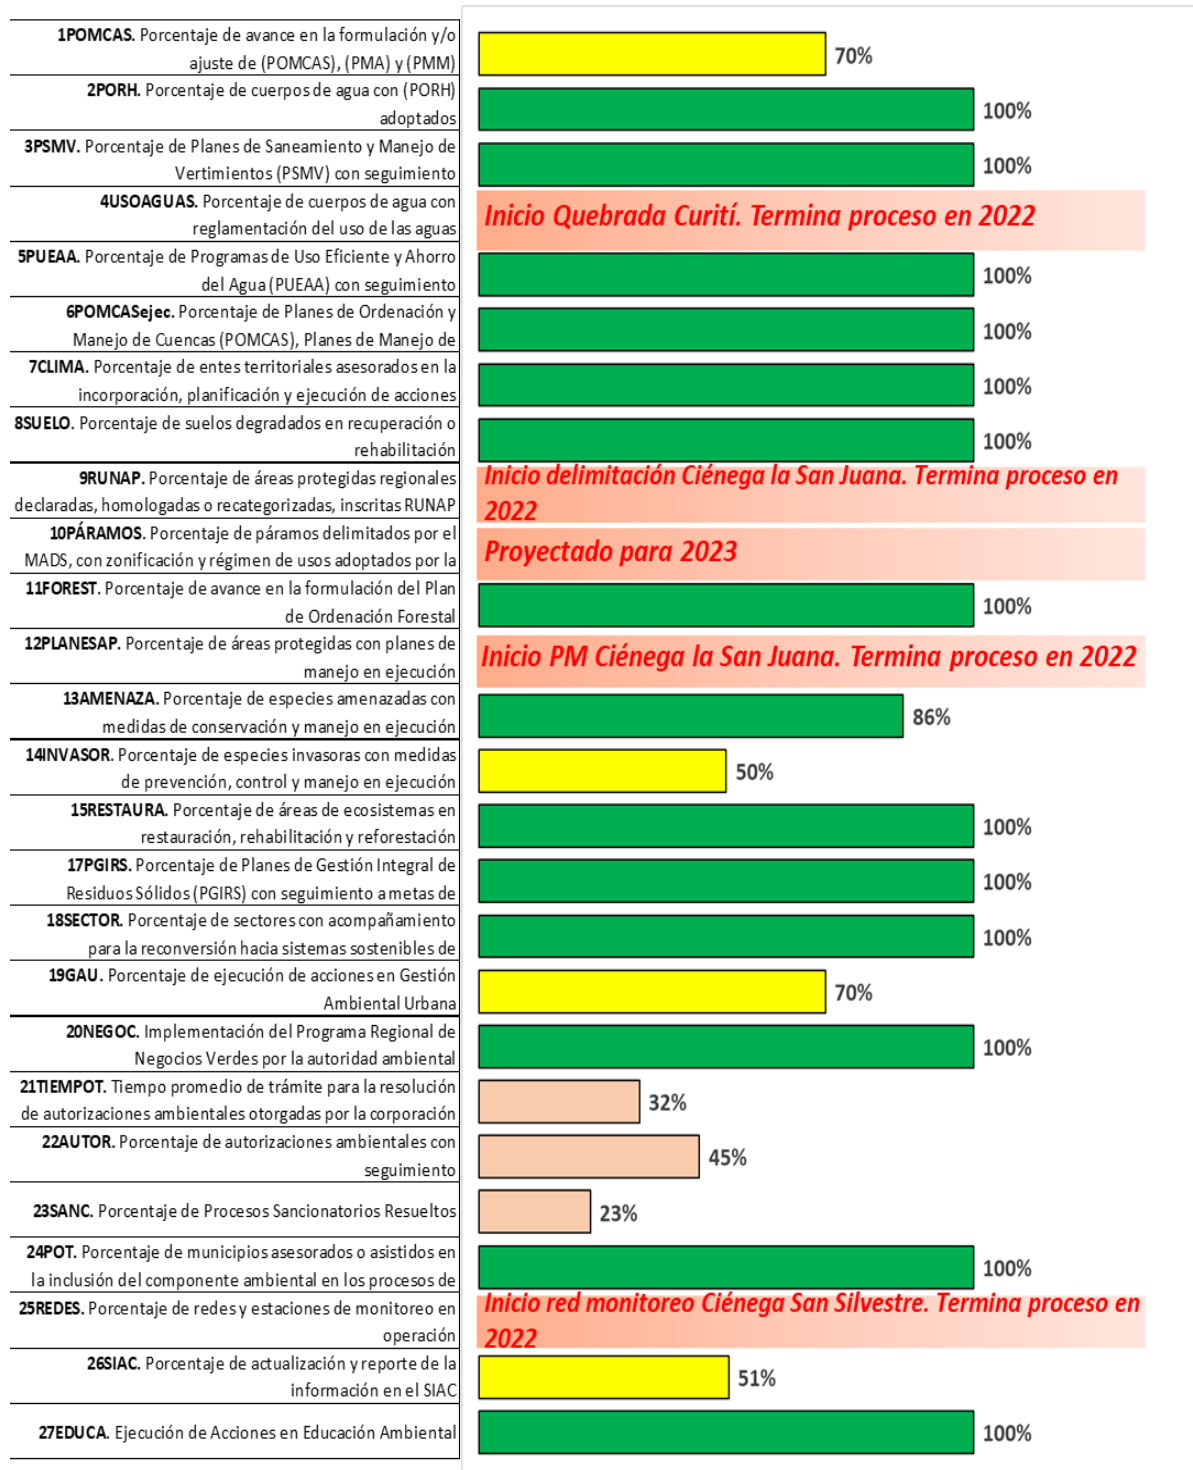 1POMCAS. Porcentaje de avance en la formulación y/o
ajuste de (POMCAS), (PMA) y (PMM)
70%
2PORH. Porcentaje de cuerpos de agua con (PORH)
adoptados
100%
3PSMV. Porcentaje de Planes de Saneamiento y Manejo de
Vertimientos (PSMV) con seguimiento
100%
4USOAGUAS. Porcentaje de cuerpos de agua con
reglamentación del uso de las aguas
Inicio Quebrada Curití. Termina proceso en 2022
5PUEAA. Porcentaje de Programas de Uso Eficiente y Ahorro
del Agua (PUEAA) con seguimiento
100%
6POMCASejec. Porcentaje de Planes de Ordenación y
Manejo de Cuencas (POMCAS), Planes de Manejo de
100%
7CLIMA. Porcentaje de entes territoriales asesorados en la
incorporación, planificación y ejecución de acciones
100%
8SUELO. Porcentaje de suelos degradados en recuperación o
rehabilitación
100%
9RUNAP. Porcentaje de áreas protegidas regionales
declaradas, homologadas o recategorizadas, inscritas RUNAP
Inicio delimitación Ciénega la San Juana. Termina proceso en
2022
10PÁRAMOS. Porcentaje de páramos delimitados por el
MADS, con zonificación y régimen de usos adoptados por la
Proyectado para 2023
11FOREST. Porcentaje de avance en la formulación del Plan
de Ordenación Forestal
100%
12PLANESAP. Porcentaje de áreas protegidas con planes de
manejo en ejecución
Inicio PM Ciénega la San Juana. Termina proceso en 2022
13AMENAZA. Porcentaje de especies amenazadas con
medidas de conservación y manejo en ejecución
86%
14INVASOR. Porcentaje de especies invasoras con medidas
de prevención, control y manejo en ejecución
50%
15RESTAURA. Porcentaje de áreas de ecosistemas en
restauración, rehabilitación y reforestación
100%
17PGIRS. Porcentaje de Planes de Gestión Integral de
Residuos Sólidos (PGIRS) con seguimiento a metas de
100%
18SECTOR. Porcentaje de sectores con acompañamiento
para la reconversión hacia sistemas sostenibles de
100%
19GAU. Porcentaje de ejecución de acciones en Gestión
Ambiental Urbana
70%
20NEGOC. Implementación del Programa Regional de
Negocios Verdes por la autoridad ambiental
100%
21TIEMPOT. Tiempo promedio de trámite para la resolución
de autorizaciones ambientales otorgadas por la corporación
32%
22AUTOR. Porcentaje de autorizaciones ambientales con
seguimiento
45%
23SANC. Porcentaje de Procesos Sancionatorios Resueltos
23%
24POT. Porcentaje de municipios asesorados o asistidos en
la inclusión del componente ambiental en los procesos de
100%
25REDES. Porcentaje de redes y estaciones de monitoreo en
operación
Inicio red monitoreo Ciénega San Silvestre. Termina proceso en
2022
26SIAC. Porcentaje de actualización y reporte de la
información en el SIAC
51%
27EDUCA. Ejecución de Acciones en Educación Ambiental
100%